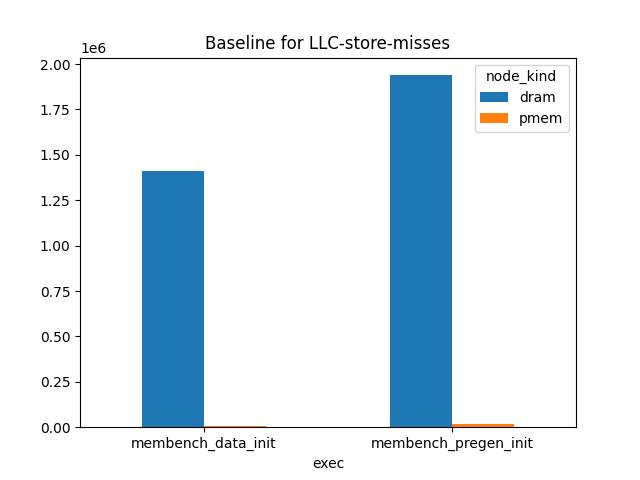 Baseline for LLC-store-misses
1e6
node_kind
dram
pmem
2.00
1.75
1.50
1.25
1.00
0.75
0.50
0.25
0.00
membench_data_init
membench_pregen_init
exec